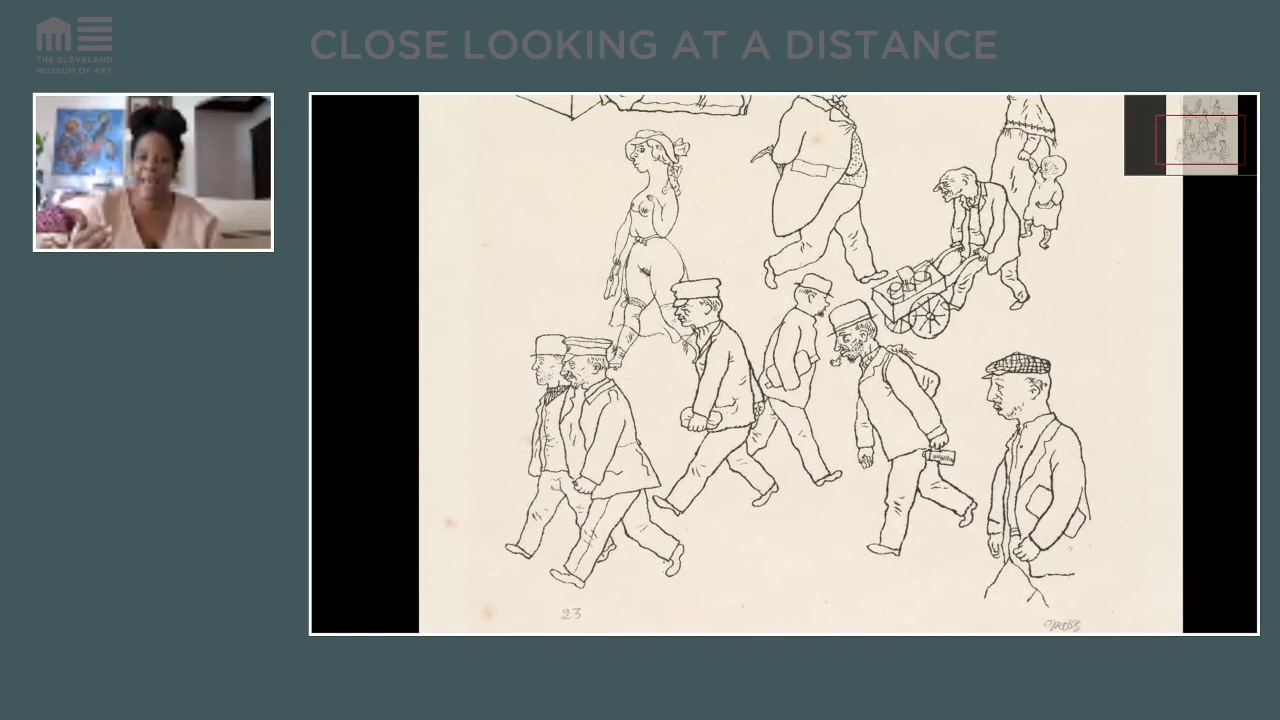 THE CLEVELAND
MUSEUM OF ART
CLOSE LOOKING AT A DISTANCE
23
GROSZ